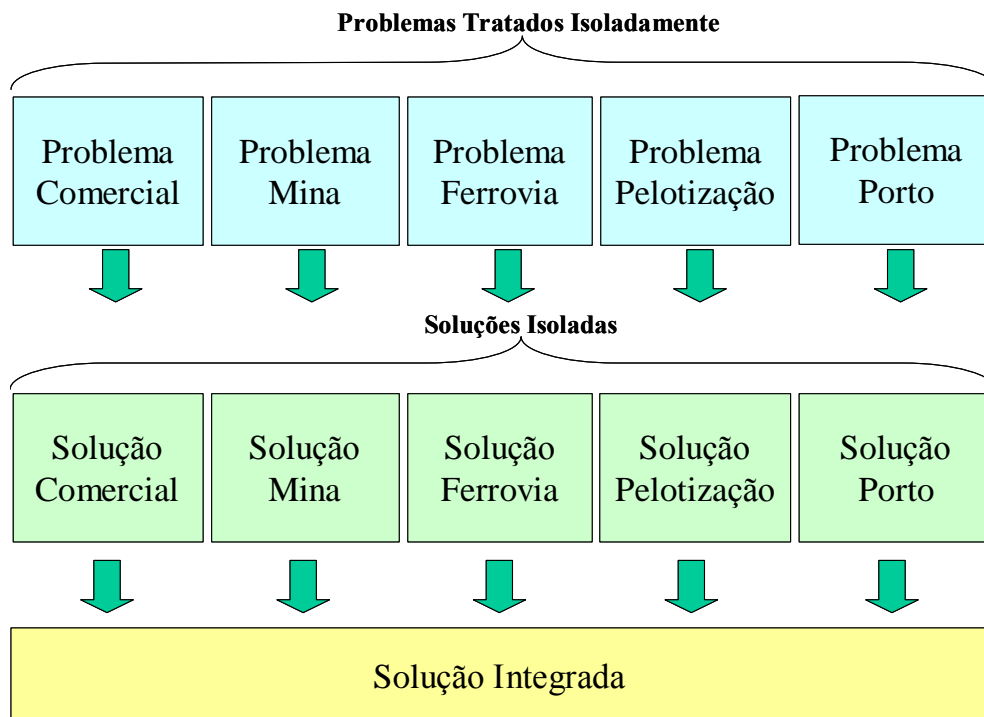 Problemas Tratados Isoladamente
Problema
Comercial
Problema
Mina
Problema
Ferrovia
Problema
Pelotização
Problema
Porto
Soluções Isoladas
Solução
Comercial
Solução
Mina
Solução
Ferrovia
Solução
Pelotização
Solução
Porto
Solução Integrada